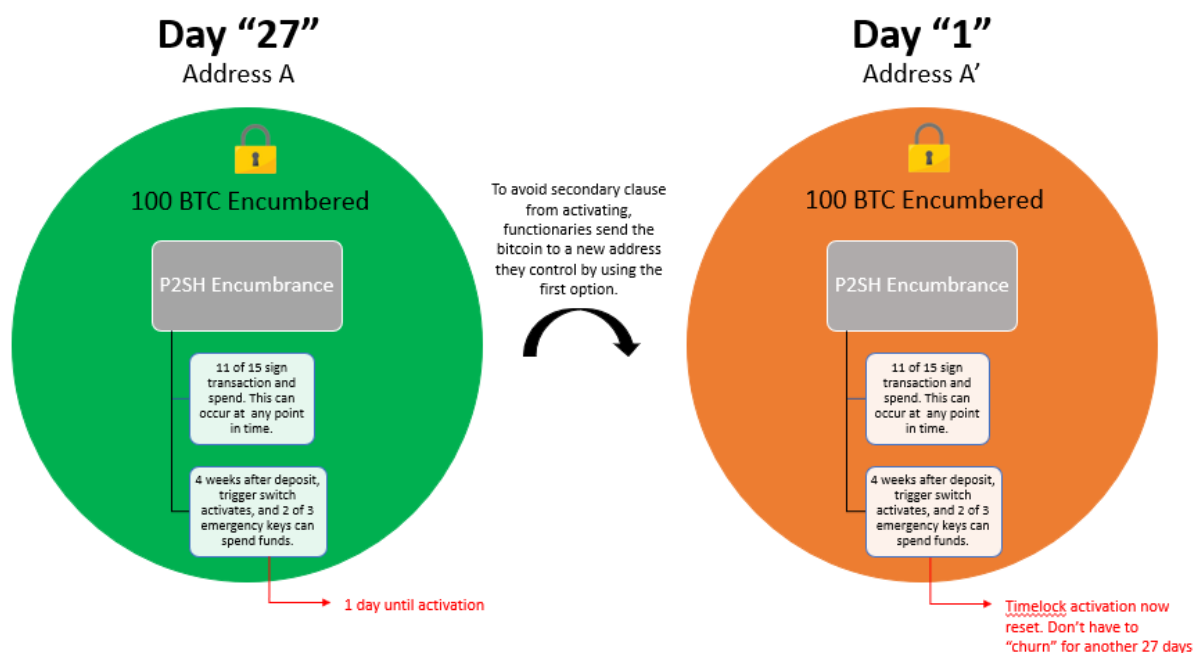 Day “27”
Address A
100 BTC Encumbered
P2SH Encumbrance
11 of 15 sign
transaction and
spend. This can
occur at any point
in time.
4 weeks after deposit,
trigger switch
activates, and 2 of 3
emergency keys can
spend funds.
1 day until activation
To avoid secondary clause
from activating,
functionaries send the
bitcoin to a new address
they control by using the
first option.
Day “1”
Address A’
100 BTC Encumbered
P2SH Encumbrance
11 of 15 sign
transaction and
spend. This can
occur at any point
in time.
4 weeks after deposit,
trigger switch
activates, and 2 of 3
emergency keys can
spend funds.
Timelock activation now
reset. Don’t have to
“churn” for another 27 days